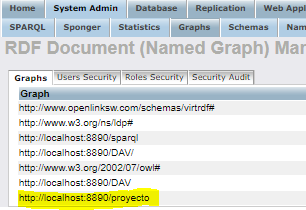 Home System Admin Database Replication Web Appl
SPARQL Sponger Statistics Graphs Schemas Nam
RDF Document (Named Graph) Man
Graphs Users Security Roles Security Security Audit
Graph
http://www.openlinksw.com/schemas/virtrdf#
http://www.w3.org/ns/ldp#
http://localhost:8890/sparql
http://localhost:8890/DAV/
http://www.w3.org/2002/07/owl#
http://localhost:8890/DAV
http://localhost:8890/proyecto